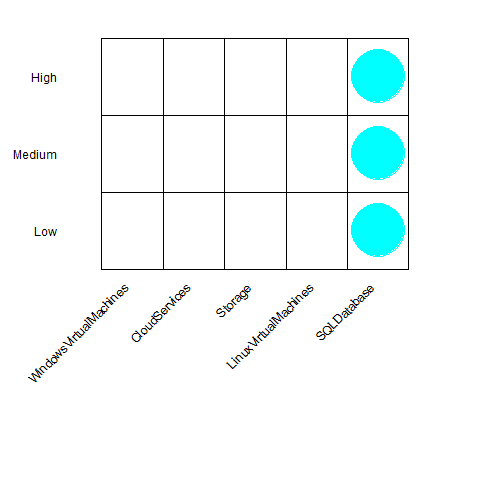 High
Medium
Low
WindowsVirtualMachines
CloudServices
Storage
LinuxVirtualMachines
SQLDatabase